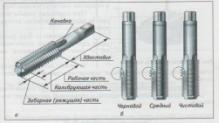 Канавка
Хвостовик
Рабочая часть
Калибрующая часть
Заборная (режущая) часть
Черновой
Средний
Чистовой
а
б